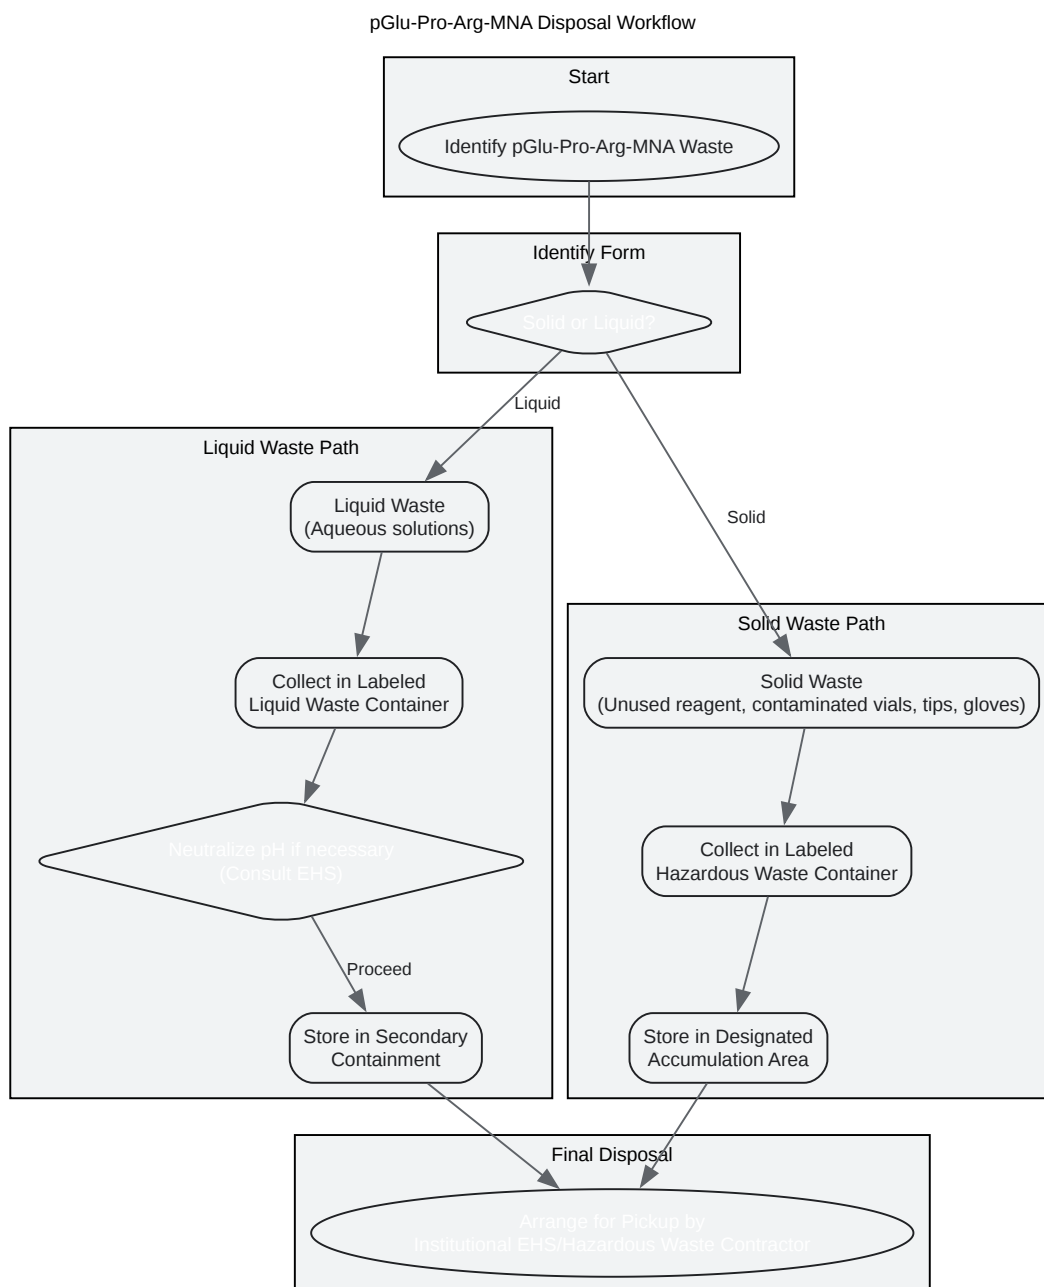 pGlu-Pro-Arg-MNA Disposal Workflow
Start
Identify pGlu-Pro-Arg-MNA Waste
Identify Form
Solid or Liquid?
Liquid
Solid
Liquid Waste Path
Liquid Waste
(Aqueous solutions)
Collect in Labeled
Liquid Waste Container
Neutralize pH if necessary
(Consult EHS)
Proceed
Store in Secondary
Containment
Solid Waste Path
Solid Waste
(Unused reagent, contaminated vials, tips, gloves)
Collect in Labeled
Hazardous Waste Container
Store in Designated
Accumulation Area
Final Disposal
Arrange for Pickup by
Institutional EHS/Hazardous Waste Contractor